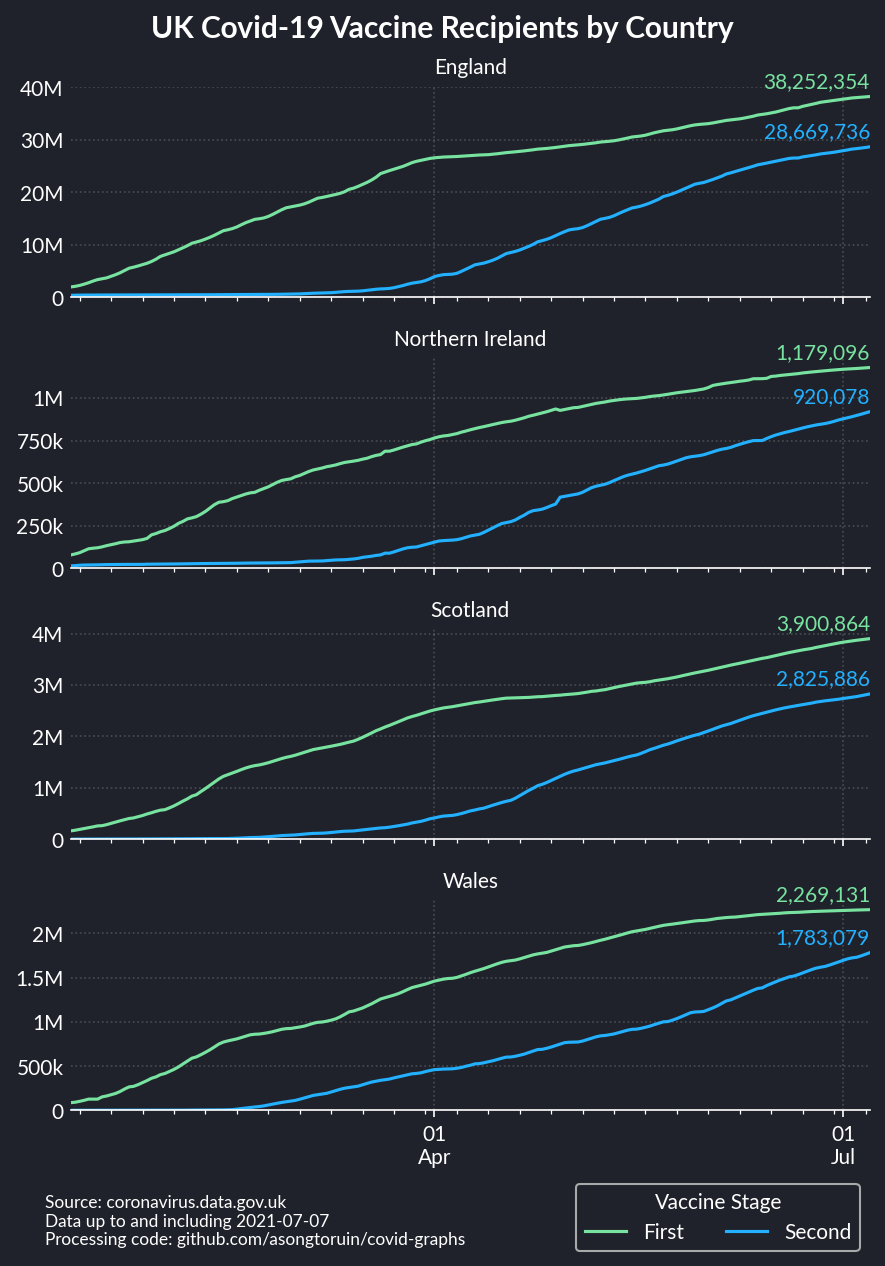 UK Covid-19 Vaccine Recipients by Country
England
38,252,354
28,669,736
40M
30M
20M
10M
0
Northern Ireland
1,179,096
920,078
1M
750k
500k
250k
0
Scotland
3,900,864
2,825,886
4M
3M
2M
1M
0
Wales
2,269,131
1,783,079
2M
1.5M
1M
500k
0
01 01
Apr Jul
Source: coronavirus.data.gov.uk
Data up to and including 2021-07-07
Processing code: github.com/asongtoruin/covid-graphs
Vaccine Stage
First Second